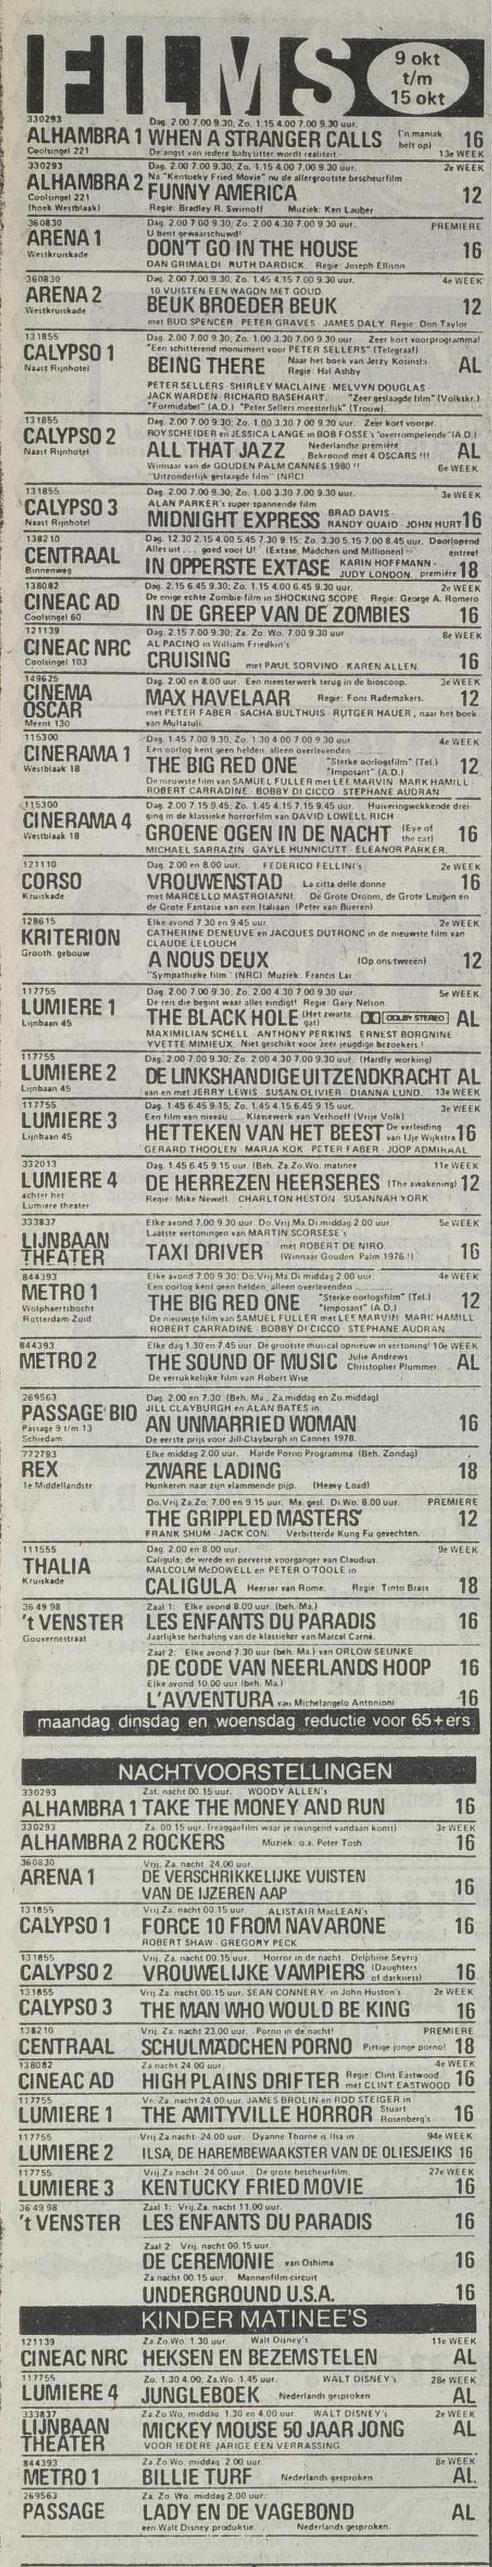 FILMS
9 okt
t/m
15 okt
330293 Dag. 2.00 7.00 9.30; Zo. 1.15 4.00 7.00 9.30 uur.
ALHAMBRA 1 WHEN A STRANGER CALLS ('n maniak belt op) 16
Coolsingel 221 De angst van iedere babysitter wordt realiteit. 13e WEEK
330293 Dag. 2.00 7.00 9.30; Zo. 1.15 4.00 7.00 9.30 uur. 2e WEEK
ALHAMBRA 2 Na "Kentucky Fried Movie" nu de allergrootste bescheurfilm
Coolsingel 221 FUNNY AMERICA 12
(hoek Westblaak) Regie: Bradley R. Swirnoff Muziek: Ken Lauber
360830 Dag. 2.00 7.00 9.30; Zo. 2.00 4.30 7.00 9.30 uur. PREMIERE
ARENA 1 U bent gewaarschuwd!
Westkruiskade DON'T GO IN THE HOUSE 16
DAN GRIMALDI - RUTH DARDICK. Regie: Joseph Ellison
360830 Dag. 2.00 7.00 9.30; Zo. 1.45 4.15 7.00 9.30 uur. 4e WEEK
ARENA 2 10 VUISTEN EEN WAGON MET GOUD
Westkruiskade BEUK BROEDER BEUK 12
met BUD SPENCER - PETER GRAVES - JAMES DALY. Regie: Don Taylor
131855 Dag. 2.00 7.00 9.30; Zo. 1.00 3.30 7.00 9.30 uur. Zeer kort voorprogramma!
CALYPSO 1 "Een schitterend monument voor PETER SELLERS" (Telegraaf)
Naast Rijnhotel BEING THERE Naar het boek van Jerzy Kosinski Regie: Hal Ashby AL
PETER SELLERS - SHIRLEY MACLAINE - MELVYN DOUGLAS -
JACK WARDEN - RICHARD BASEHART. "Zeer geslaagde film" (Volkskr.)
"Formidabel" (A.D.) "Peter Sellers meesterlijk" (Trouw).
131855 Dag. 2.00 7.00 9.30; Zo. 1.00 3.30 7.00 9.30 uur. Zeer kort voorpr.
CALYPSO 2 ROY SCHEIDER en JESSICA LANGE in BOB FOSSE's "overrompelende" (A.D.)
Naast Rijnhotel ALL THAT JAZZ Nederlandse première Bekroond met 4 OSCARS !!! AL
Winnaar van de GOUDEN PALM CANNES 1980 !! 6e WEEK
"Uitzonderlijk geslaagde film" (NRC)
131855 Dag. 2.00 7.00 9.30; Zo. 1.00 3.30 7.00 9.30 uur. 3e WEEK
CALYPSO 3 ALAN PARKER's super spannende film
Naast Rijnhotel MIDNIGHT EXPRESS BRAD DAVIS - RANDY QUAID - JOHN HURT 16
138210 Dag. 12.30 2.15 4.00 5.45 7.30 9.15; Zo. 3.30 5.15 7.00 8.45 uur. Doorlopend
CENTRAAL Alles uit... goed voor U! (Extase, Mädchen und Millionen) entree!
Binnenweg IN OPPERSTE EXTASE KARIN HOFFMANN - JUDY LONDON. première 18
138082 Dag. 2.15 6.45 9.30; Zo. 1.15 4.00 6.45 9.30 uur. 2e WEEK
CINEAC AD De enige echte Zombie-film in SHOCKING SCOPE Regie: George A. Romero
Coolsingel 60 IN DE GREEP VAN DE ZOMBIES 16
121139 Dag. 2.15 7.00 9.30; Za. Zo. Wo. 7.00 9.30 uur 8e WEEK
CINEAC NRC AL PACINO in William Friedkin's
Coolsingel 103 CRUISING met PAUL SORVINO - KAREN ALLEN. 16
149625 Dag. 2.00 en 8.00 uur. Een meesterwerk terug in de bioscoop. 3e WEEK
CINEMA OSCAR MAX HAVELAAR Regie: Fons Rademakers. 12
Meent 130 met PETER FABER - SACHA BULTHUIS - RUTGER HAUER, naar het boek
van Multatuli.
115300 Dag. 1.45 7.00 9.30; Zo. 1.30 4.00 7.00 9.30 uur 4e WEEK
CINERAMA 1 Een oorlog kent geen helden, alleen overlevenden ............
Westblaak 18 THE BIG RED ONE "Sterke oorlogsfilm" (Tel.) "Imposant" (A.D.) 12
De nieuwste film van SAMUEL FULLER met LEE MARVIN - MARK HAMILL
ROBERT CARRADINE - BOBBY DI CICCO - STEPHANE AUDRAN
115300 Dag. 2.00 7.15 9.45; Zo. 1.45 4.15 7.15 9.45 uur. Huiveringwekkende drei-
CINERAMA 4 ging in de klassieke horrorfilm van DAVID LOWELL RICH
Westblaak 18 GROENE OGEN IN DE NACHT (Eye of the cat) 16
MICHAEL SARRAZIN - GAYLE HUNNICUTT - ELEANOR PARKER.
121110 Dag. 2.00 en 8.00 uur. FEDERICO FELLINI's 2e WEEK
CORSO VROUWENSTAD La citta delle donne 16
Kruiskade met MARCELLO MASTROIANNI. De Grote Droom, de Grote Leugen en
de Grote Fantasie van een Italiaan (Peter van Bueren)
128615 Elke avond 7.30 en 9.45 uur. 2e WEEK
KRITERION CATHERINE DENEUVE en JACQUES DUTRONC in de nieuwste film van
Grooth. gebouw CLAUDE LELOUCH
A NOUS DEUX (Op ons tweeën) 12
"Sympathieke film" (NRC) Muziek: Francis Lai
117755 Dag. 2.00 7.00 9.30; Zo. 2.00 4.30 7.00 9.30 uur. 5e WEEK
LUMIERE 1 De reis die begint waar alles eindigt! Regie: Gary Nelson
Lijnbaan 45 THE BLACK HOLE (Het zwarte gat) DOLBY STEREO AL
MAXIMILIAN SCHELL - ANTHONY PERKINS - ERNEST BORGNINE
YVETTE MIMIEUX. Niet geschikt voor zeer jeugdige bezoekers !
117755 Dag. 2.00 7.00 9.30; Zo. 2.00 4.30 7.00 9.30 uur. (Hardly working)
LUMIERE 2 DE LINKSHANDIGE UITZENDKRACHT AL
Lijnbaan 45 van en met JERRY LEWIS - SUSAN OLIVIER - DIANNA LUND. 13e WEEK
117755 Dag. 1.45 6.45 9.15; Zo. 1.45 4.15 6.45 9.15 uur. 3e WEEK
LUMIERE 3 Een film van niveau ..... Klassewerk van Verhoeff (Vrije Volk)
Lijnbaan 45 HET TEKEN VAN HET BEEST De verleiding van IJje Wijkstra 16
GERARD THOOLEN - MARJA KOK - PETER FABER - JOOP ADMIRAAL
332013 Dag. 1.45 6.45 9.15 uur. (Beh. Za.Zo.Wo. matinee 11e WEEK
LUMIERE 4 DE HERREZEN HEERSERES (The awakening) 12
achter het Regie: Mike Newell. CHARLTON HESTON - SUSANNAH YORK
Lumiere theater
333837 Elke avond 7.00 9.30 uur. Do.Vrij.Ma.Di.middag 2.00 uur. 5e WEEK
LIJNBAAN Laatste vertoningen van MARTIN SCORSESE's
THEATER TAXI DRIVER met ROBERT DE NIRO. (Winnaar Gouden Palm 1976 !) 16
844393 Elke avond 7.00 9.30; Do.Vrij.Ma.Di middag 2.00 uur. 4e WEEK
METRO 1 Een oorlog kent geen helden, alleen overlevenden ............
Wolphaertsbocht THE BIG RED ONE "Sterke oorlogsfilm" (Tel.) "Imposant" (A.D.) 12
Rotterdam-Zuid De nieuwste film van SAMUEL FULLER met LEE MARVIN - MARK HAMILL
ROBERT CARRADINE - BOBBY DI CICCO - STEPHANE AUDRAN
844393 Elke dag 1.30 en 7.45 uur. De grootste musical opnieuw in vertoning! 10e WEEK
METRO 2 THE SOUND OF MUSIC Julie Andrews Christopher Plummer. AL
De verrukkelijke film van Robert Wise
269563 Dag. 2.00 en 7.30 (Beh. Ma., Za.middag en Zo.middag)
PASSAGE BIO JILL CLAYBURGH en ALAN BATES in
Passage 9 t/m 13 AN UNMARRIED WOMAN 16
Schiedam De eerste prijs voor Jill-Clayburgh in Cannes 1978.
772793 Elke middag 2.00 uur. Harde Porno Programma (Beh. Zondag)
REX ZWARE LADING 18
1e Middellandstr Hunkeren naar zijn vlammende pijp. (Heavy Load)
Do.Vrij.Za.Zo. 7.00 en 9.15 uur. Ma. gesl. Di.Wo. 8.00 uur. PREMIERE
THE GRIPPLED MASTERS 12
FRANK SHUM - JACK CON. Verbitterde Kung Fu gevechten.
111555 Dag. 2.00 en 8.00 uur. 9e WEEK
THALIA Caligula, de wrede en perverse voorganger van Claudius.
Kruiskade MALCOLM McDOWELL en PETER O'TOOLE in
CALIGULA Heerser van Rome. Regie: Tinto Brass 18
36 49 98 Zaal 1: Elke avond 8.00 uur. (beh. Ma.)
't VENSTER LES ENFANTS DU PARADIS 16
Gouvernestraat Jaarlijkse herhaling van de klassieker van Marcel Carné.
Zaal 2: Elke avond 7.30 uur (beh. Ma.) van ORLOW SEUNKE
DE CODE VAN NEERLANDS HOOP 16
Elke avond 10.00 uur (beh. Ma.)
L'AVVENTURA van Michelangelo Antonioni 16
maandag dinsdag en woensdag reductie voor 65+ers
NACHTVOORSTELLINGEN
330293 Zat. nacht 00.15 uur. WOODY ALLEN's
ALHAMBRA 1 TAKE THE MONEY AND RUN 16
330293 Za. 00.15 uur. (reaggaefilm waar je swingend vandaan komt) 3e WEEK
ALHAMBRA 2 ROCKERS Muziek: o.a. Peter Tosh 16
360830 Vrij. Za. nacht 24.00 uur.
ARENA 1 DE VERSCHRIKKELIJKE VUISTEN
VAN DE IJZEREN AAP 16
131855 Vrij.Za. nacht 00.15 uur. ALISTAIR MacLEAN's
CALYPSO 1 FORCE 10 FROM NAVARONE 16
ROBERT SHAW - GREGORY PECK
131855 Vrij. Za. nacht 00.15 uur. Horror in de nacht. Delphine Seyrig
CALYPSO 2 VROUWELIJKE VAMPIERS (Daughters of darkness) 16
131855 Vrij. Za. nacht 00.15 uur. SEAN CONNERY in John Huston's 2e WEEK
CALYPSO 3 THE MAN WHO WOULD BE KING 16
138210 Vrij. Za. nacht 23.00 uur. Porno in de nacht! PREMIERE
CENTRAAL SCHULMÄDCHEN PORNO Pittige jonge porno! 18
138082 Za.nacht 24.00 uur. 4e WEEK
CINEAC AD HIGH PLAINS DRIFTER Regie: Clint Eastwood met CLINT EASTWOOD 16
117755 Vr. Za. nacht 24.00 uur. JAMES BROLIN en ROD STEIGER in
LUMIERE 1 THE AMITYVILLE HORROR Stuart Rosenberg's 16
117755 Vrij Za.nacht 24.00 uur. Dyanne Thorne is Ilsa in 94e WEEK
LUMIERE 2 ILSA, DE HAREMBEWAAKSTER VAN DE OLIESJEIKS 16
117755 Vrij.Za.nacht 24.00 uur. De grote bescheurfilm. 27e WEEK
LUMIERE 3 KENTUCKY FRIED MOVIE 16
36 49 98 Zaal 1: Vrij.Za. nacht 11.00 uur.
't VENSTER LES ENFANTS DU PARADIS 16
Zaal 2: Vrij. nacht 00.15 uur.
DE CEREMONIE van Oshima 16
Za.nacht 00.15 uur. Mannenfilm-circuit
UNDERGROUND U.S.A. 16
KINDER MATINEE'S
121139 Za.Zo.Wo. 1.30 uur. Walt Disney's 11e WEEK
CINEAC NRC HEKSEN EN BEZEMSTELEN AL
117755 Zo. 1.30 4.00; Za.Wo. 1.45 uur. WALT DISNEY's 28e WEEK
LUMIERE 4 JUNGLEBOEK Nederlands gesproken AL
333837 Za.Zo.Wo. middag 1.30 en 4.00 uur. WALT DISNEY's 2e WEEK
LIJNBAAN MICKEY MOUSE 50 JAAR JONG AL
THEATER VOOR IEDERE JARIGE EEN VERRASSING.
844393 Za.Zo.Wo. middag 2.00 uur. 8e WEEK
METRO 1 BILLIE TURF Nederlands gesproken AL
269563 Za. Zo. Wo. middag 2.00 uur.
PASSAGE LADY EN DE VAGEBOND AL
een Walt Disney produktie. Nederlands gesproken.